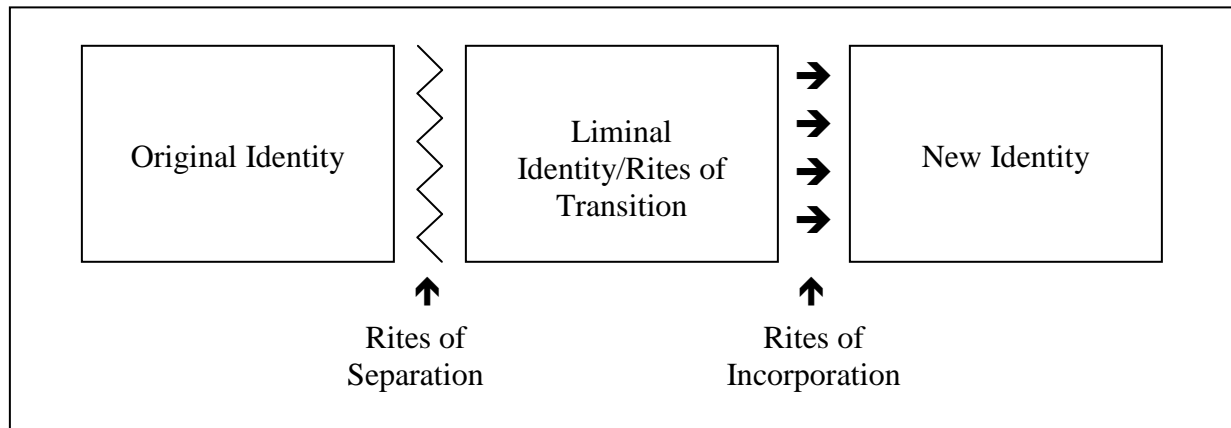 Original Identity
Liminal
Identity/Rites of
Transition
New Identity
Rites of
Separation
Rites of
Incorporation